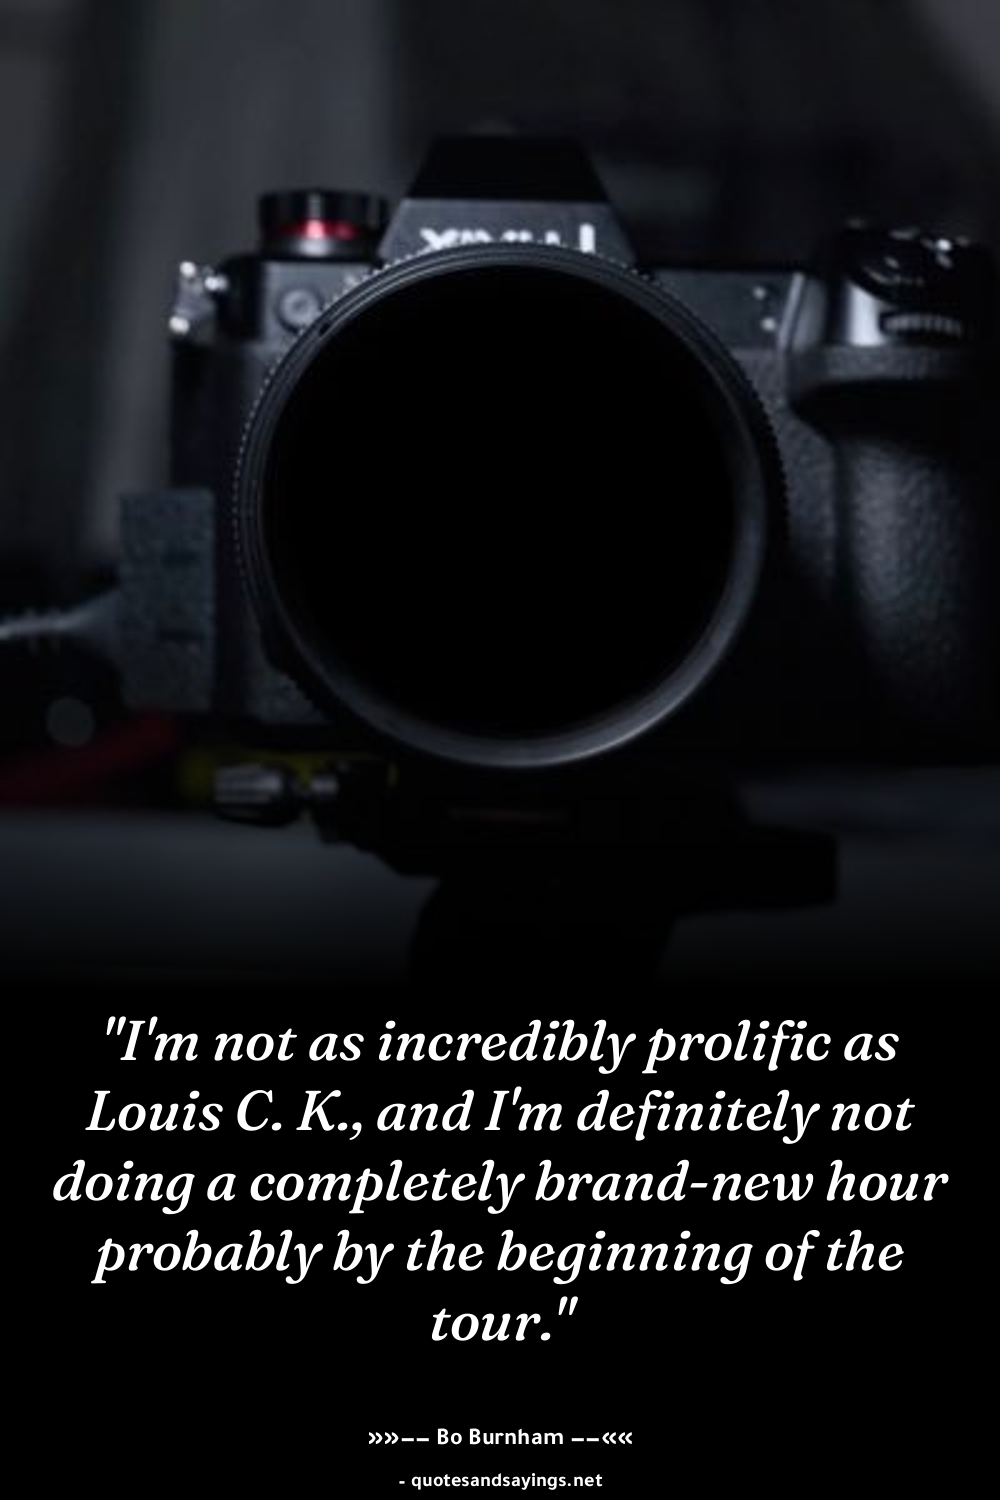 "I'm not as incredibly prolific as
Louis C. K., and I'm definitely not
doing a completely brand-new hour
probably by the beginning of the
tour."
»»–– Bo Burnham ––««
- quotesandsayings.net